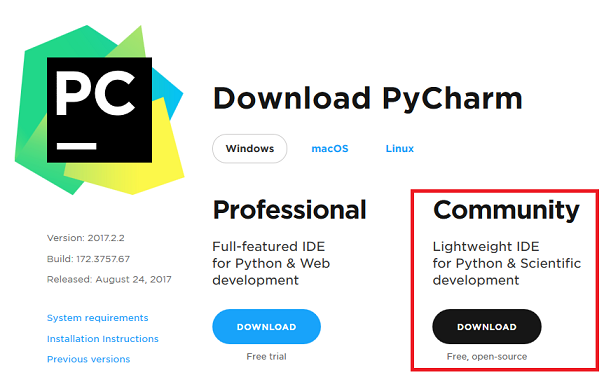 PC
Download PyCharm
Windows macOS Linux
Professional
Full-featured IDE
for Python & Web
development
DOWNLOAD
Free trial
Community
Lightweight IDE
for Python & Scientific
development
DOWNLOAD
Free, open-source
Version: 2017.2.2
Build: 172.3757.67
Released: August 24, 2017
System requirements
Installation Instructions
Previous versions